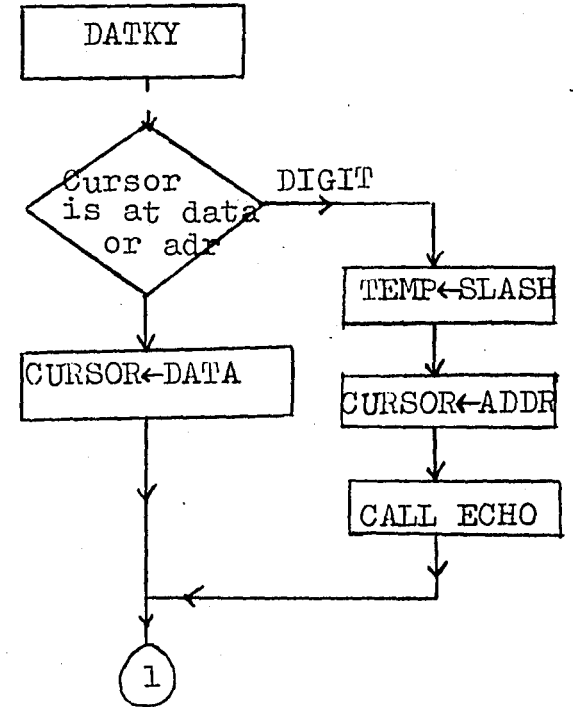 DATKY
Cursor
is at data
or adr
DIGIT
TEMP←SLASH
CURSOR←DATA
CURSOR←ADDR
CALL ECHO
1